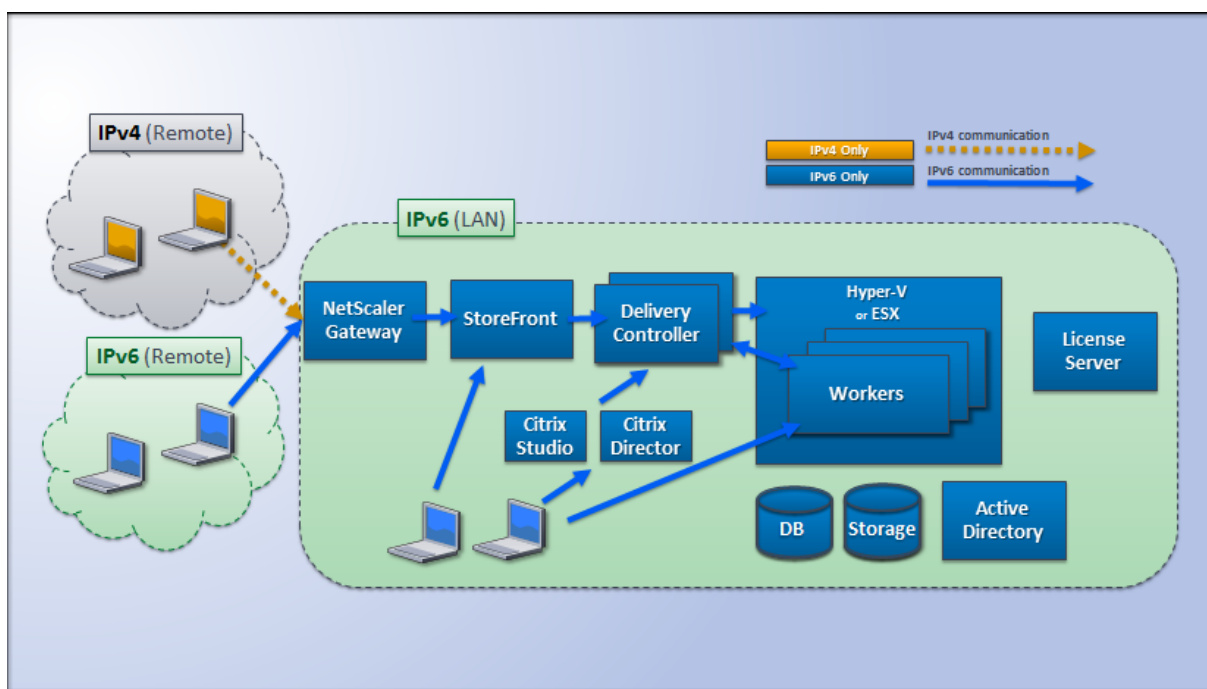 IPv4 (Remote)
IPv4 communication
IPv4 Only
IPv6 communication
IPv6 Only
IPv6 (LAN)
NetScaler
Gateway
StoreFront
Delivery
Controller
Hyper-V
or ESX
Workers
License
Server
IPv6 (Remote)
Citrix
Studio
Citrix
Director
DB
Storage
Active
Directory